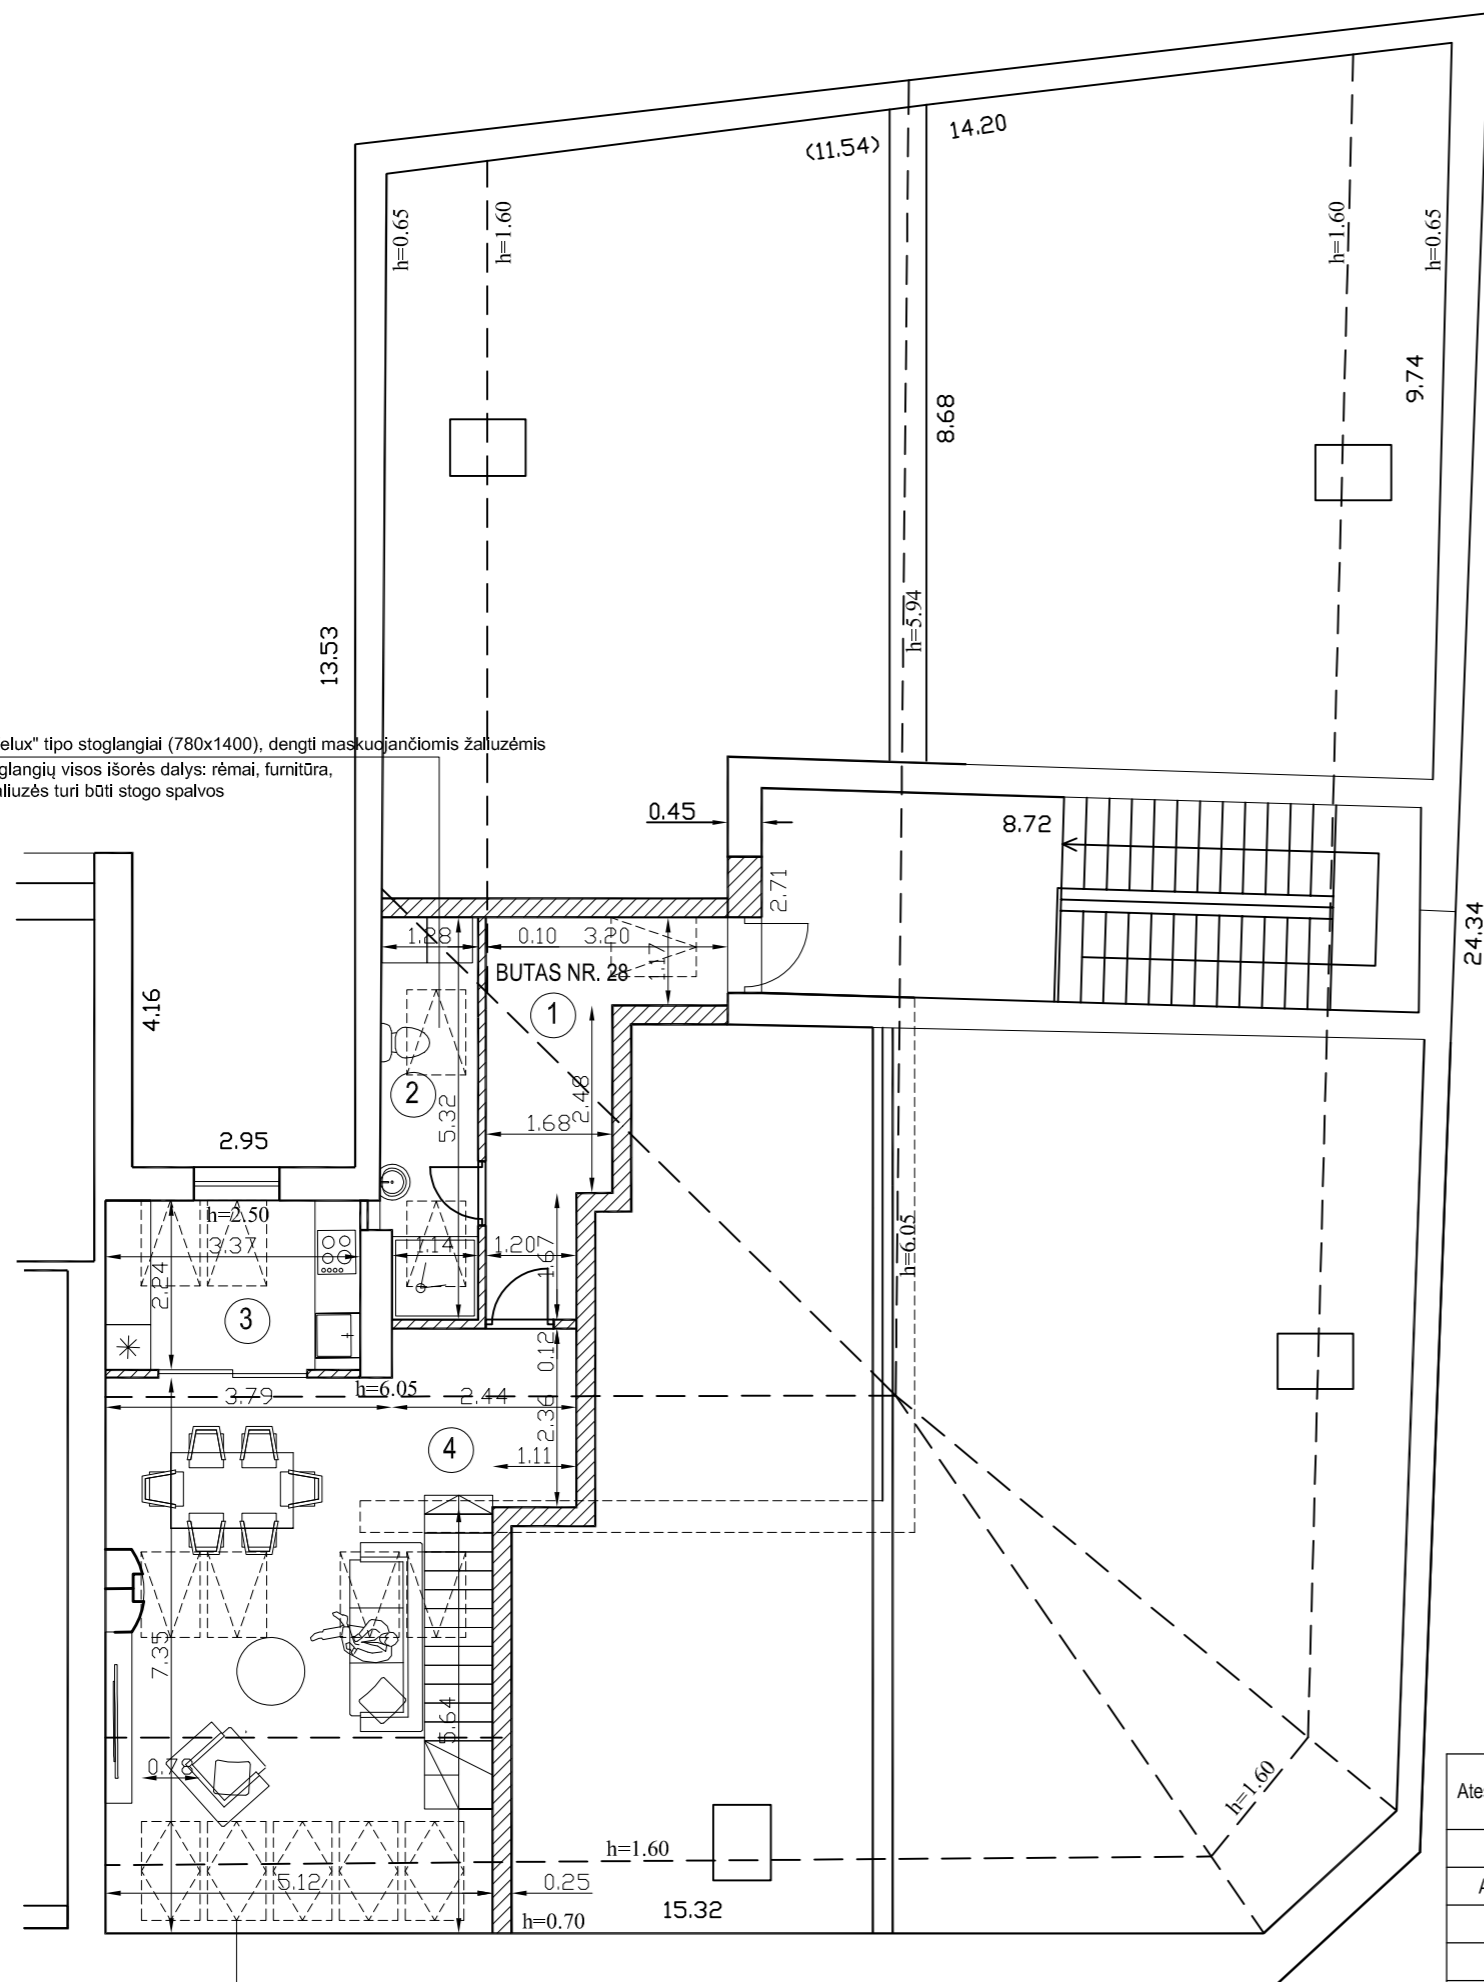 (11.54)
14.20
h=0.65
h=1.60
h=1.60
h=0.65
9.74
8.68
h=5.94
13.53
elux" tipo stoglangiai (780x1400), dengti maskuojančiomis žaliuzėmis
glangių visos išorės dalys: rėmai, furnitūra,
aliuzės turi būti stogo spalvos
0.45
8.72
2.71
24.34
1.28
0.10
3.20
1.17
BUTAS NR. 28
1
4.16
2
5.32
2.48
1.68
2.95
h=2.50
3.37
1.14
1.20
1.67
h=6.05
2.24
3
0.12
h=6.05
3.79
2.44
2.36
4
1.11
7.35
5.64
0.78
h=1.60
h=1.60
5.12
0.25
15.32
h=0.70
Ate
A